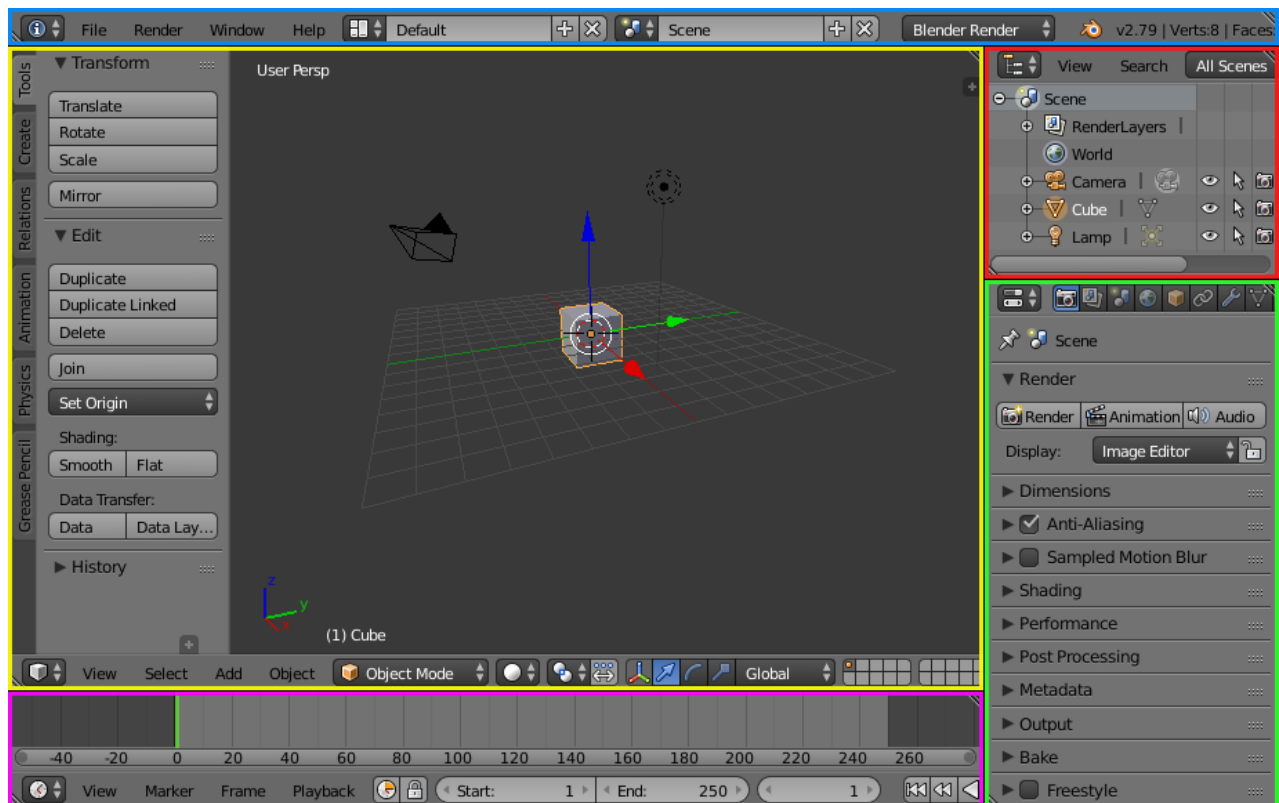 File Render Window Help Default Scene Blender Render v2.79 | Verts:8 | Faces:
Tools
Create
Relations
Animation
Physics
Grease Pencil
Transform
Translate
Rotate
Scale
Mirror
Edit
Duplicate
Duplicate Linked
Delete
Join
Set Origin
Shading:
Smooth Flat
Data Transfer:
Data Data Lay...
History
User Persp
z
y
x
(1) Cube
View Select Add Object Object Mode Global
-40 -20 0 20 40 60 80 100 120 140 160 180 200 220 240 260
View Marker Frame Playback Start: 1 End: 250 1
View Search All Scenes
Scene
RenderLayers |
World
Camera |
Cube |
Lamp |
Scene
Render
Render Animation Audio
Display: Image Editor
Dimensions
Anti-Aliasing
Sampled Motion Blur
Shading
Performance
Post Processing
Metadata
Output
Bake
Freestyle